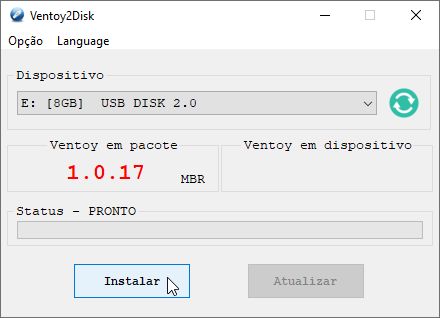 Ventoy2Disk
Opção Language
Dispositivo
E: [8GB] USB DISK 2.0
Ventoy em pacote Ventoy em dispositivo
1.0.17 MBR
Status - PRONTO
Instalar Atualizar